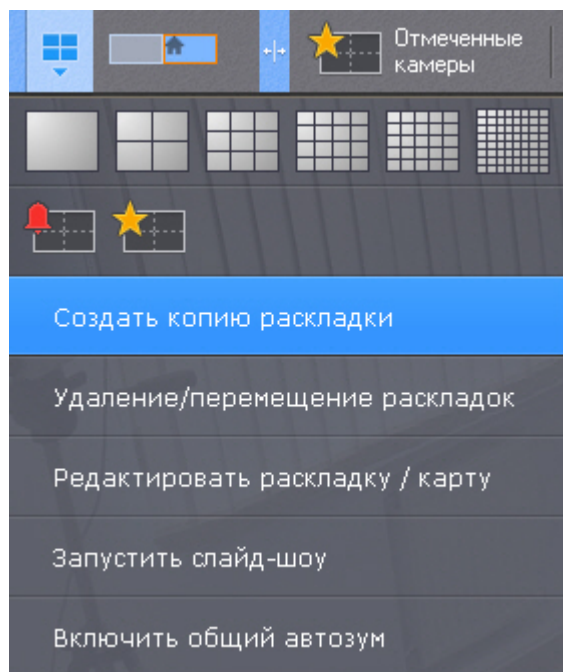 Отмеченные
камеры
Создать копию раскладки
Удаление/перемещение раскладок
Редактировать раскладку / карту
Запустить слайд-шоу
Включить общий автозум